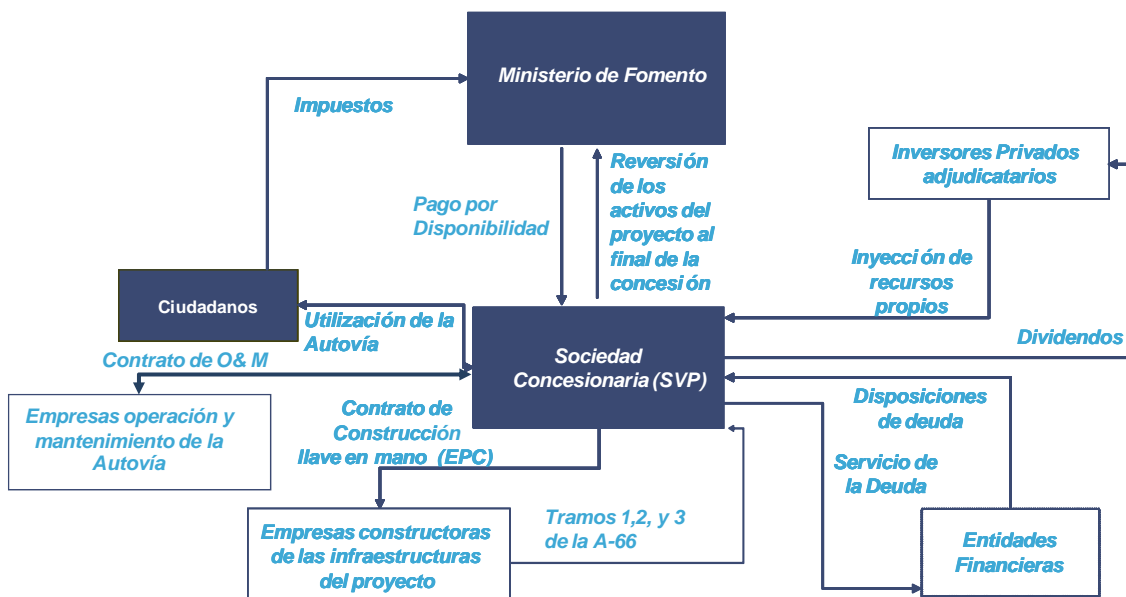 Ministerio de Fomento
Impuestos
Inversores Privados
adjudicatarios
Reversión
de los
activos del
proyecto al
final de la
concesión
Pago por
Disponibilidad
Inyección de
recursos
propios
Ciudadanos
Utilización de la
Autovía
Dividendos
Contrato de O& M
Sociedad
Concesionaria (SVP)
Empresas operación y
mantenimiento de la
Autovía
Disposiciones
de deuda
Contrato de
Construcción
llave en mano (EPC)
Servicio de
la Deuda
Tramos 1,2, y 3
de la A-66
Empresas constructoras
de las infraestructuras
del proyecto
Entidades
Financieras